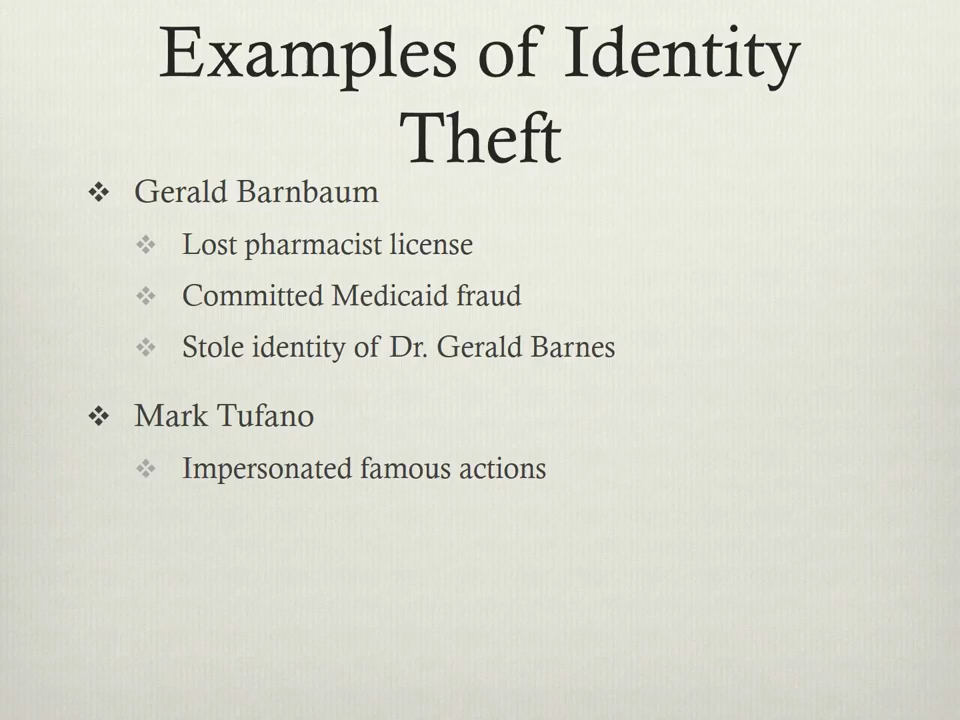 Examples of Identity
Theft
Gerald Barnbaum
Lost pharmacist license
Committed Medicaid fraud
Stole identity of Dr. Gerald Barnes
Mark Tufano
Impersonated famous actions